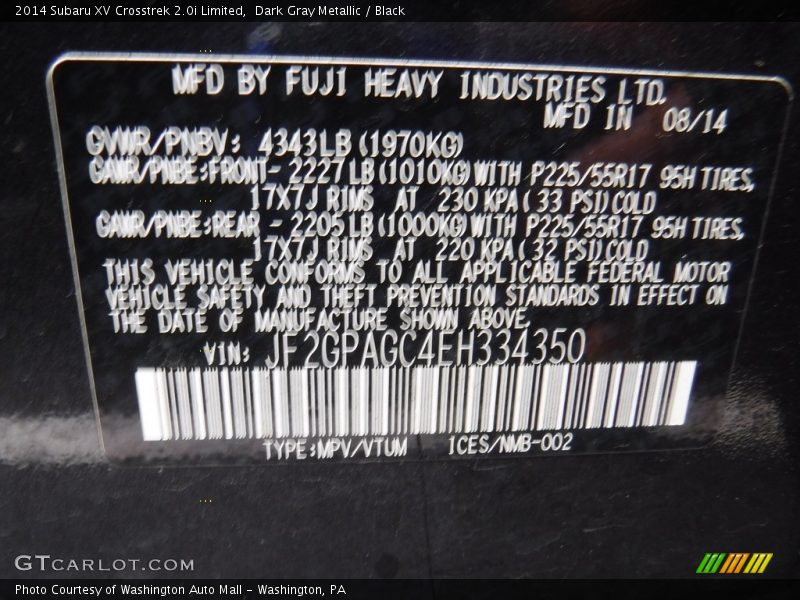 2014 Subaru XV Crosstrek 2.0i Limited, Dark Gray Metallic / Black
MFD BY FUJI HEAVY INDUSTRIES LTD.
MFD IN 08/14
GVWR/PNBV: 4343LB(1970KG)
GAWR/PNBE:FRONT- 2227LB(1010KG)WITH P225/55R17 95H TIRES,
17X7J RIMS AT 230 KPA(33 PSI)COLD
GAWR/PNBE:REAR - 2205LB(1000KG)WITH P225/55R17 95H TIRES,
17X7J RIMS AT 220 KPA(32 PSI)COLD
THIS VEHICLE CONFORMS TO ALL APPLICABLE FEDERAL MOTOR
VEHICLE SAFETY AND THEFT PREVENTION STANDARDS IN EFFECT ON
THE DATE OF MANUFACTURE SHOWN ABOVE.
VIN: JF2GPAGC4EH334350
TYPE:MPV/VTUM ICES/NMB-002
GTCARLOT.COM
Photo Courtesy of Washington Auto Mall - Washington, PA